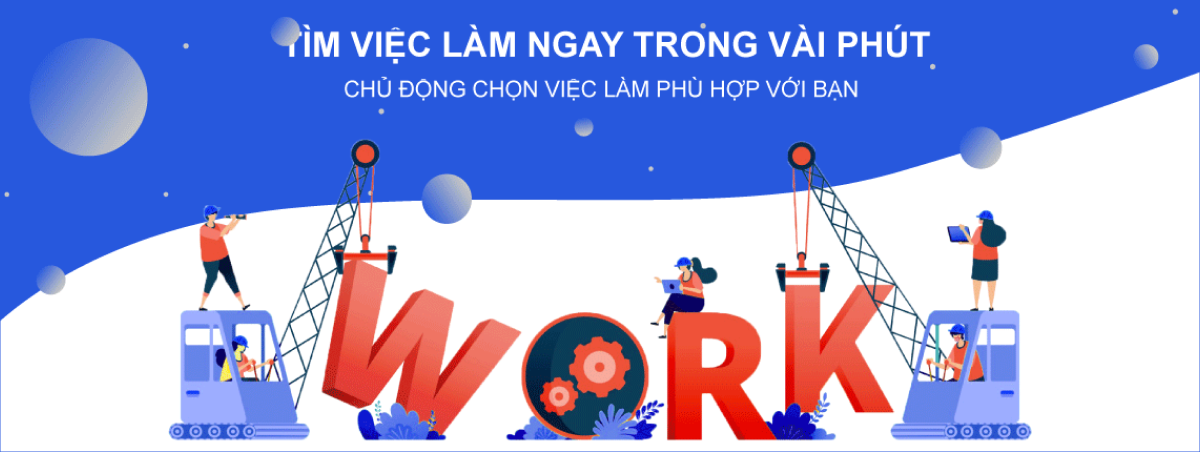 TÌM VIỆC LÀM NGAY TRONG VÀI PHÚT
CHỦ ĐỘNG CHỌN VIỆC LÀM PHÙ HỢP VỚI BẠN
WORK